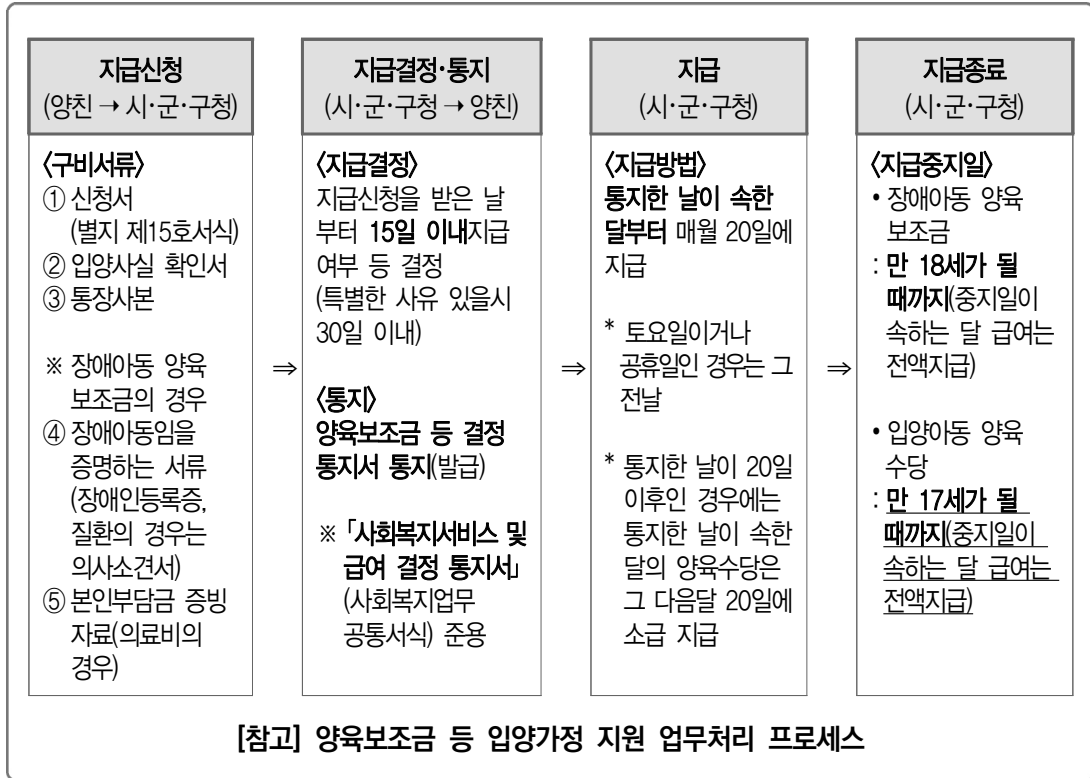 지급신청
(양친 → 시·군·구청)
〈구비서류〉
① 신청서
(별지 제15호서식)
② 입양사실 확인서
③ 통장사본
※ 장애아동 양육
보조금의 경우
④ 장애아동임을
증명하는 서류
(장애인등록증,
질환의 경우는
의사소견서)
⑤ 본인부담금 증빙
자료(의료비의
경우)
⇒
지급결정·통지
(시·군·구청 → 양친)
〈지급결정〉
지급신청을 받은 날
부터 15일 이내지급
여부 등 결정
(특별한 사유 있을시
30일 이내)
〈통지〉
양육보조금 등 결정
통지서 통지(발급)
※ 「사회복지서비스 및
급여 결정 통지서」
(사회복지업무
공통서식) 준용
⇒
지급
(시·군·구청)
〈지급방법〉
통지한 날이 속한
달부터 매월 20일에
지급
* 토요일이거나
공휴일인 경우는 그
전날
* 통지한 날이 20일
이후인 경우에는
통지한 날이 속한
달의 양육수당은
그 다음달 20일에
소급 지급
⇒
지급종료
(시·군·구청)
〈지급중지일〉
• 장애아동 양육
보조금
: 만 18세가 될
때까지(중지일이
속하는 달 급여는
전액지급)
• 입양아동 양육
수당
: 만 17세가 될
때까지(중지일이
속하는 달 급여는
전액지급)
[참고] 양육보조금 등 입양가정 지원 업무처리 프로세스